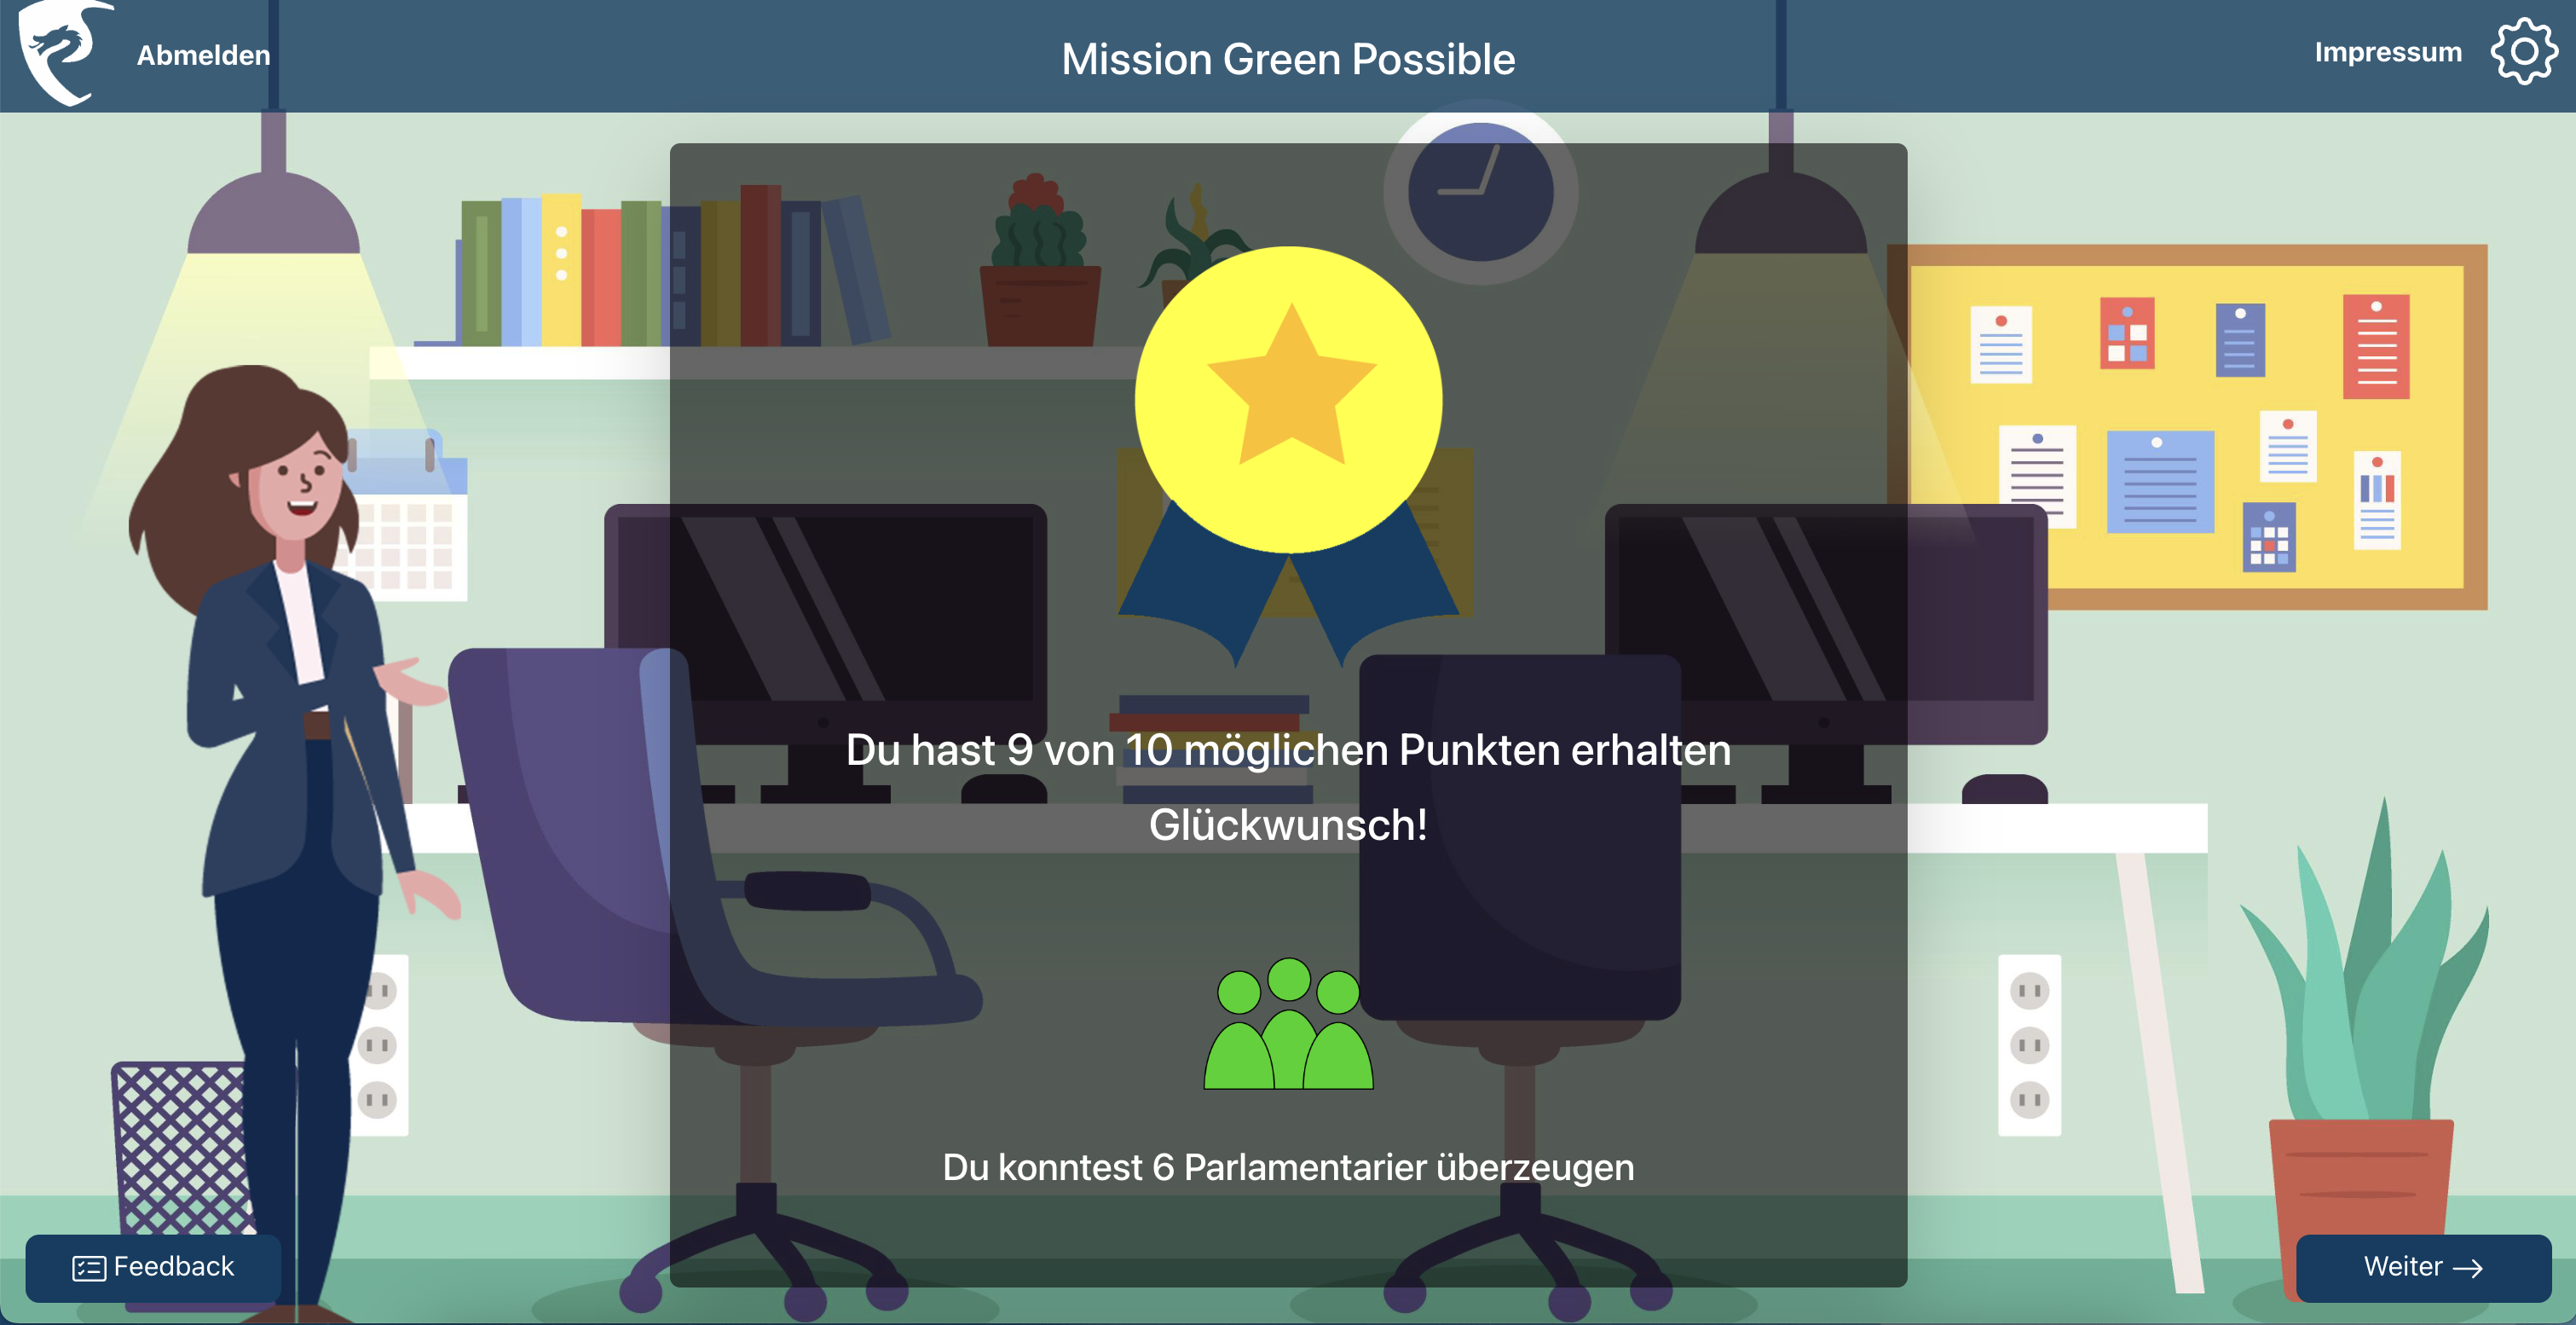 Abmelden
Mission Green Possible
Impressum
Du hast 9 von 10 möglichen Punkten erhalten
Glückwunsch!
Du konntest 6 Parlamentarier überzeugen
Feedback
Weiter →